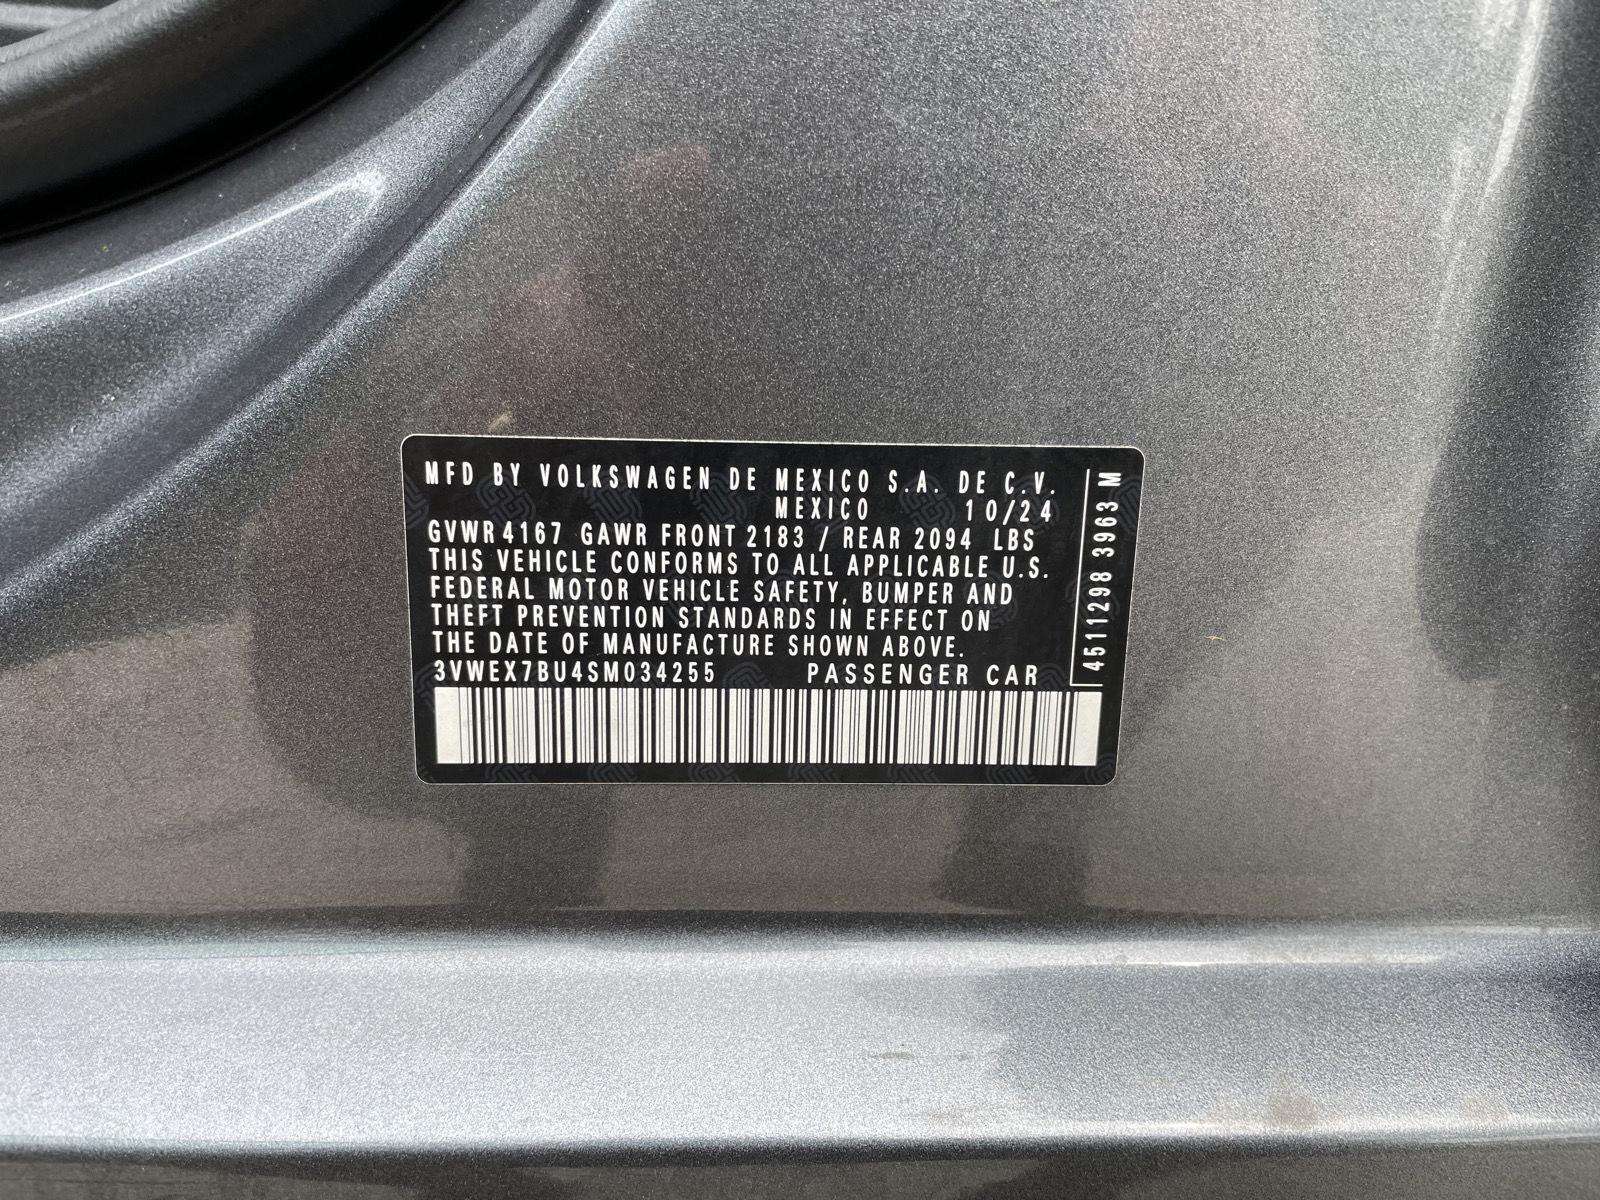 MFD BY VOLKSWAGEN DE MEXICO S.A. DE C.V.
MEXICO 10/24
GVWR 4167 GAWR FRONT 2183 / REAR 2094 LBS
THIS VEHICLE CONFORMS TO ALL APPLICABLE U.S.
FEDERAL MOTOR VEHICLE SAFETY, BUMPER AND
THEFT PREVENTION STANDARDS IN EFFECT ON
THE DATE OF MANUFACTURE SHOWN ABOVE.
3VWEX7BU4SM034255 PASSENGER CAR
4511298 3963 M